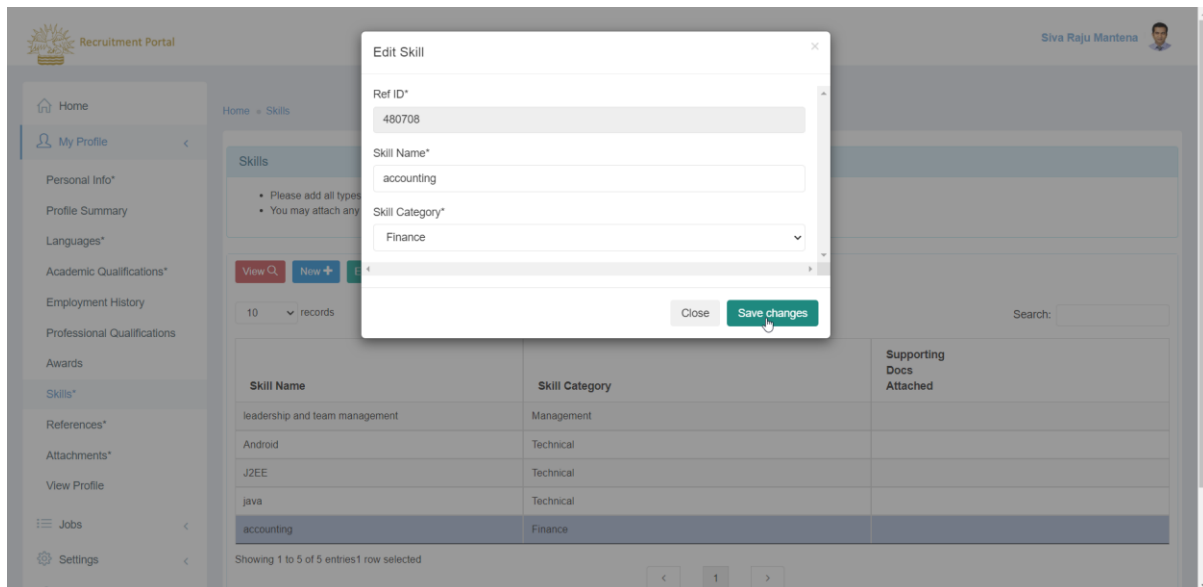 Recruitment Portal
Siva Raju Mantena
Edit Skill
×
Ref ID*
480708
Skill Name*
accounting
Skill Category*
Finance
Close
Save changes
Home
My Profile
Personal Info*
Profile Summary
Languages*
Academic Qualifications*
Employment History
Professional Qualifications
Awards
Skills*
References*
Attachments*
View Profile
Jobs
Settings
Home + Skills
Skills
• Please add all types
• You may attach any
View
New +
E
10 records
Search:
Skill Name
Skill Category
Supporting
Docs
Attached
leadership and team management Management
Android Technical
J2EE Technical
java Technical
accounting Finance
Showing 1 to 5 of 5 entries1 row selected
< 1 >